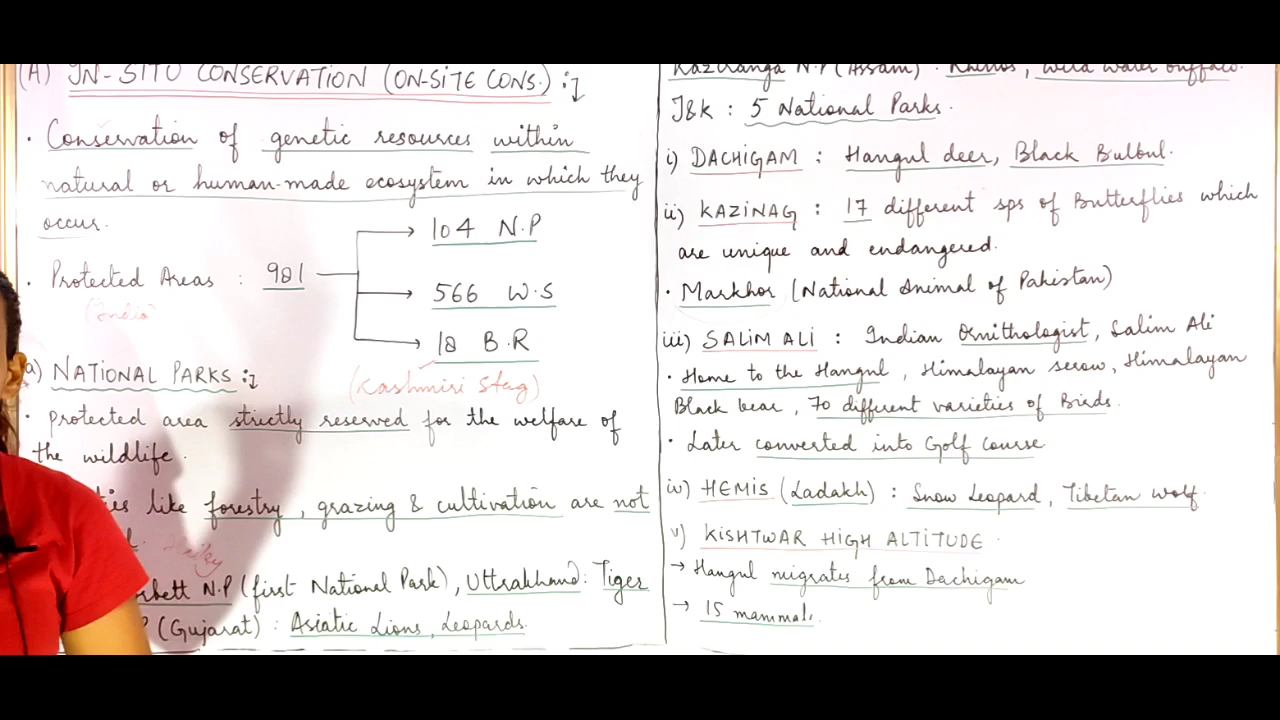 (A) IN-SITU CONSERVATION (ON-SITE CONS.) :
· Conservation of genetic resources within
natural or human-made ecosystem in which they
occur.
· Protected Areas : 981
(India)
104 N.P
566 W.S
18 B.R
a) NATIONAL PARKS :
(Kashmiri Stag)
· Protected area strictly reserved for the welfare of
the wildlife.
like forestry, grazing & cultivation are not
N.P (first National Park), Uttrakhand : Tiger
(Gujarat) : Asiatic Lions, Leopards.
Kaziranga N.P (Assam) : Rhinos, wild water buffalo.
J&K : 5 National Parks.
i) DACHIGAM : Hangul deer, Black Bulbul.
ii) KAZINAG : 17 different sps of Butterflies which
are unique and endangered.
· Markhor (National Animal of Pakistan)
iii) SALIM ALI : Indian Ornithologist, Salim Ali
· Home to the Hangul, Himalayan serow, Himalayan
Black bear, 70 different varieties of Birds.
· Later converted into Golf course
iv) HEMIS (Ladakh) : Snow Leopard, Tibetan wolf.
v) KISHTWAR HIGH ALTITUDE
→ Hangul migrates from Dachigam
→ 15 mammals.